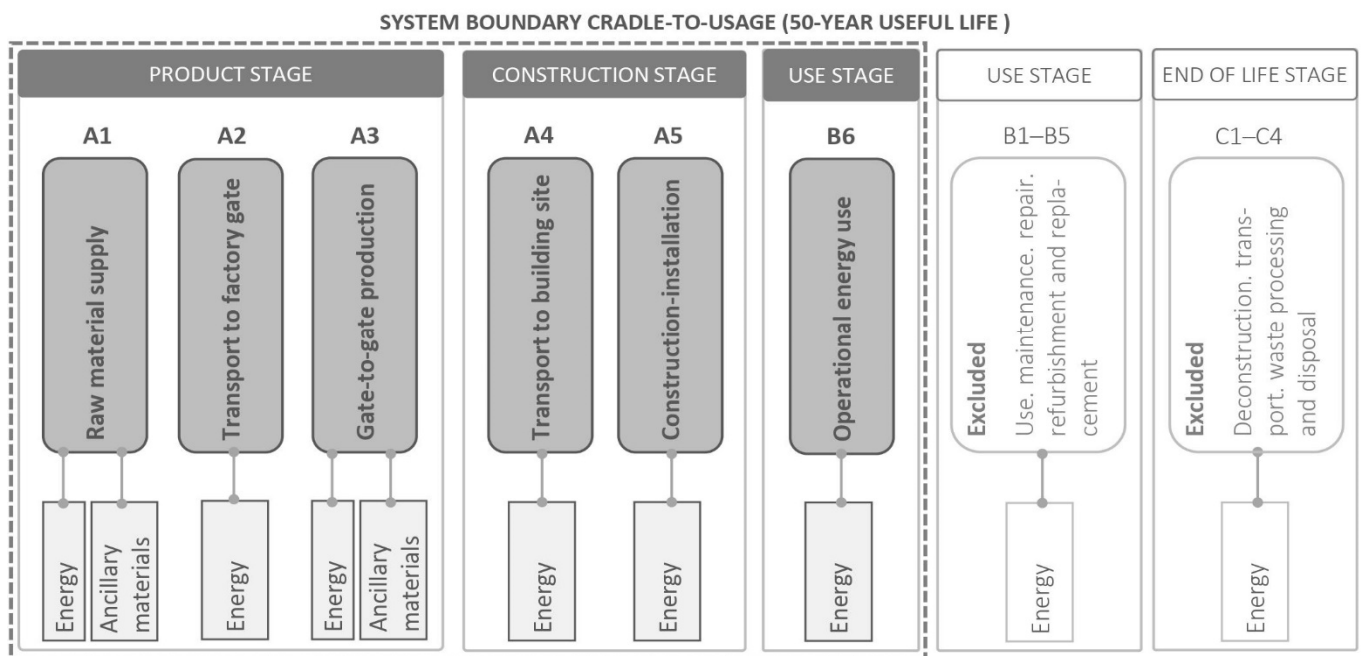 SYSTEM BOUNDARY CRADLE-TO-USAGE (50-YEAR USEFUL LIFE )
PRODUCT STAGE
A1
Raw material supply
Energy
Ancillary
materials
A2
Transport to factory gate
Energy
A3
Gate-to-gate production
Energy
Ancillary
materials
CONSTRUCTION STAGE
A4
Transport to building site
Energy
A5
Construction-installation
Energy
USE STAGE
B6
Operational energy use
Energy
USE STAGE
B1–B5
Excluded
Use. maintenance. repair.
refurbishment and repla-
cement
Energy
END OF LIFE STAGE
C1–C4
Excluded
Deconstruction. trans-
port. waste processing
and disposal
Energy